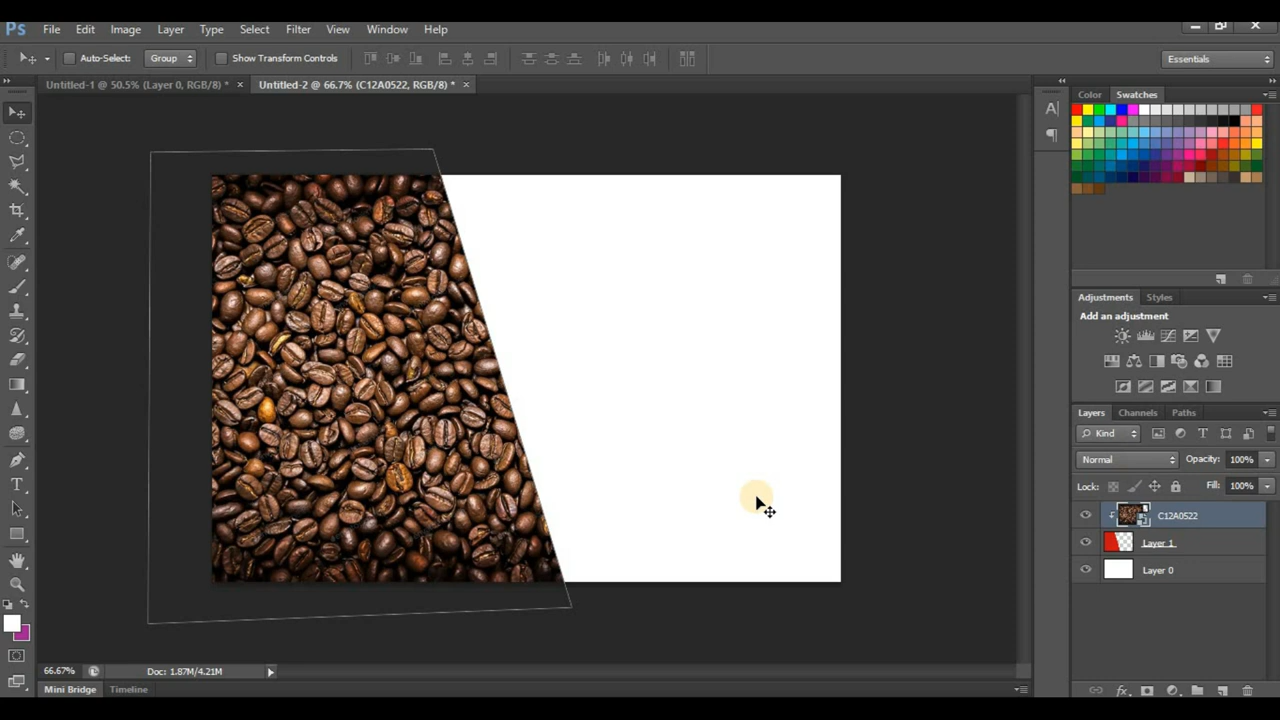 Ps File Edit Image Layer Type Select Filter View Window Help
Auto-Select: Group Show Transform Controls Essentials
Untitled-1 @ 50.5% (Layer 0, RGB/8) * × Untitled-2 @ 66.7% (C12A0522, RGB/8) * ×
Color Swatches
Adjustments Styles
Add an adjustment
Layers Channels Paths
Kind
Normal Opacity: 100%
Lock: Fill: 100%
C12A0522
Layer 1
Layer 0
66.67% Doc: 1.87M/4.21M
Mini Bridge Timeline